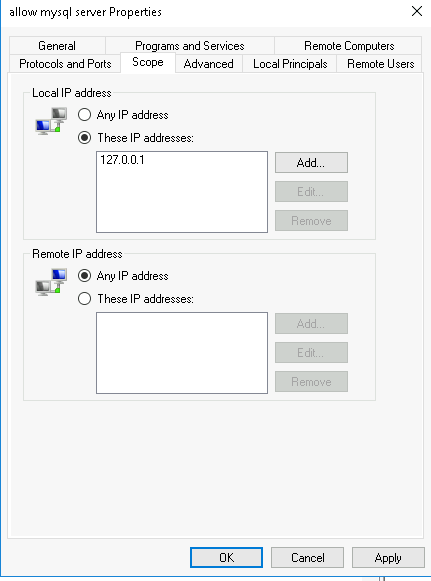 allow mysql server Properties
General
Programs and Services
Remote Computers
Protocols and Ports
Scope
Advanced
Local Principals
Remote Users
Local IP address
Any IP address
These IP addresses:
127.0.0.1
Add...
Edit...
Remove
Remote IP address
Any IP address
These IP addresses:
Add...
Edit...
Remove
OK
Cancel
Apply